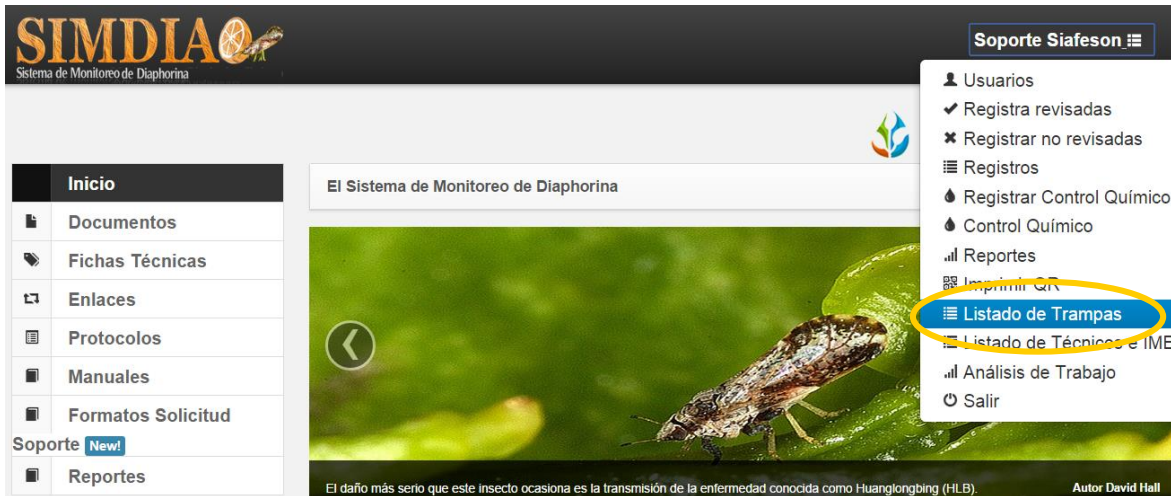 SIMDIA
Sistema de Monitoreo de Diaphorina
Soporte Siafeson
Usuarios
Registra revisadas
Registrar no revisadas
Registros
Registrar Control Químico
Control Químico
Reportes
Imprimir QR
Listado de Trampas
Listado de Técnicos e IME
Análisis de Trabajo
Salir
Inicio
Documentos
Fichas Técnicas
Enlaces
Protocolos
Manuales
Formatos Solicitud
Soporte New!
Reportes
El Sistema de Monitoreo de Diaphorina
El daño más serio que este insecto ocasiona es la transmisión de la enfermedad conocida como Huanglongbing (HLB).
Autor David Hall